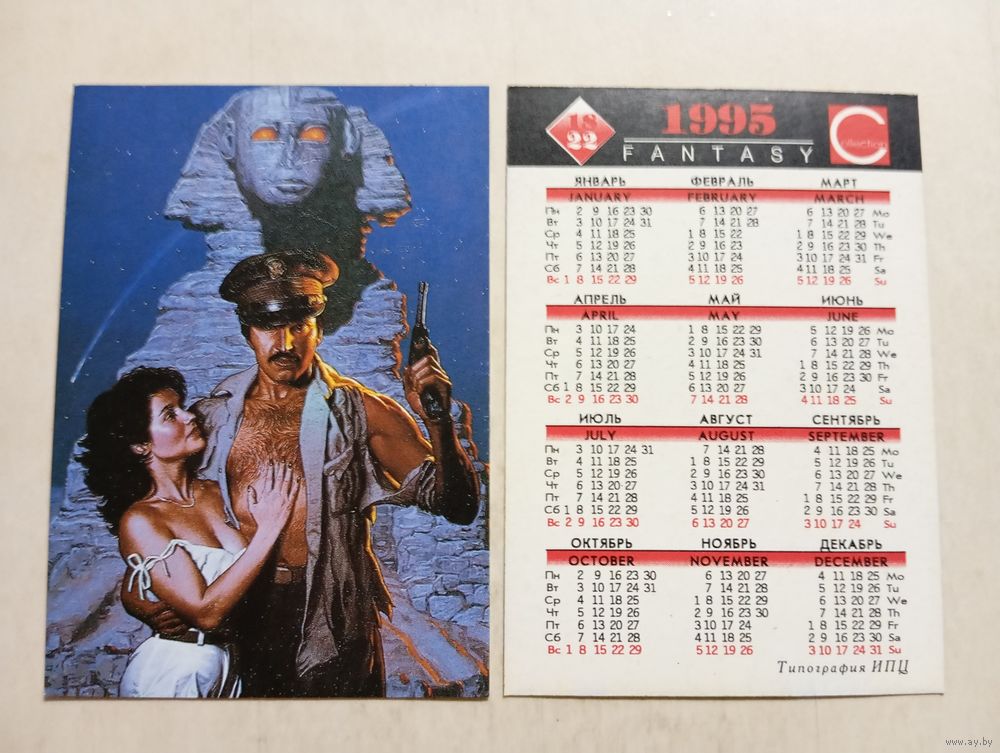 18
22
1995
FANTASY
Collection
ЯНВАРЬ ФЕВРАЛЬ МАРТ
JANUARY FEBRUARY MARCH
Пн 2 9 16 23 30 6 13 20 27 6 13 20 27 Mo
Вт 3 10 17 24 31 7 14 21 28 7 14 21 28 Tu
Ср 4 11 18 25 1 8 15 22 1 8 15 22 29 We
Чт 5 12 19 26 2 9 16 23 2 9 16 23 30 Th
Пт 6 13 20 27 3 10 17 24 3 10 17 24 31 Fr
Сб 7 14 21 28 4 11 18 25 4 11 18 25 Sa
Вс 1 8 15 22 29 5 12 19 26 5 12 19 26 Su
АПРЕЛЬ МАЙ ИЮНЬ
APRIL MAY JUNE
Пн 3 10 17 24 1 8 15 22 29 5 12 19 26 Mo
Вт 4 11 18 25 2 9 16 23 30 6 13 20 27 Tu
Ср 5 12 19 26 3 10 17 24 31 7 14 21 28 We
Чт 6 13 20 27 4 11 18 25 1 8 15 22 29 Th
Пт 7 14 21 28 5 12 19 26 2 9 16 23 30 Fr
Сб 1 8 15 22 29 6 13 20 27 3 10 17 24 Sa
Вс 2 9 16 23 30 7 14 21 28 4 11 18 25 Su
ИЮЛЬ АВГУСТ СЕНТЯБРЬ
JULY AUGUST SEPTEMBER
Пн 3 10 17 24 31 7 14 21 28 4 11 18 25 Mo
Вт 4 11 18 25 1 8 15 22 29 5 12 19 26 Tu
Ср 5 12 19 26 2 9 16 23 30 6 13 20 27 We
Чт 6 13 20 27 3 10 17 24 31 7 14 21 28 Th
Пт 7 14 21 28 4 11 18 25 1 8 15 22 29 Fr
Сб 1 8 15 22 29 5 12 19 26 2 9 16 23 30 Sa
Вс 2 9 16 23 30 6 13 20 27 3 10 17 24 Su
ОКТЯБРЬ НОЯБРЬ ДЕКАБРЬ
OCTOBER NOVEMBER DECEMBER
Пн 2 9 16 23 30 6 13 20 27 4 11 18 25 Mo
Вт 3 10 17 24 31 7 14 21 28 5 12 19 26 Tu
Ср 4 11 18 25 1 8 15 22 29 6 13 20 27 We
Чт 5 12 19 26 2 9 16 23 30 7 14 21 28 Th
Пт 6 13 20 27 3 10 17 24 1 8 15 22 29 Fr
Сб 7 14 21 28 4 11 18 25 2 9 16 23 30 Sa
Вс 1 8 15 22 29 5 12 19 26 3 10 17 24 31 Su
Типография ИПЦ
www.ay.by